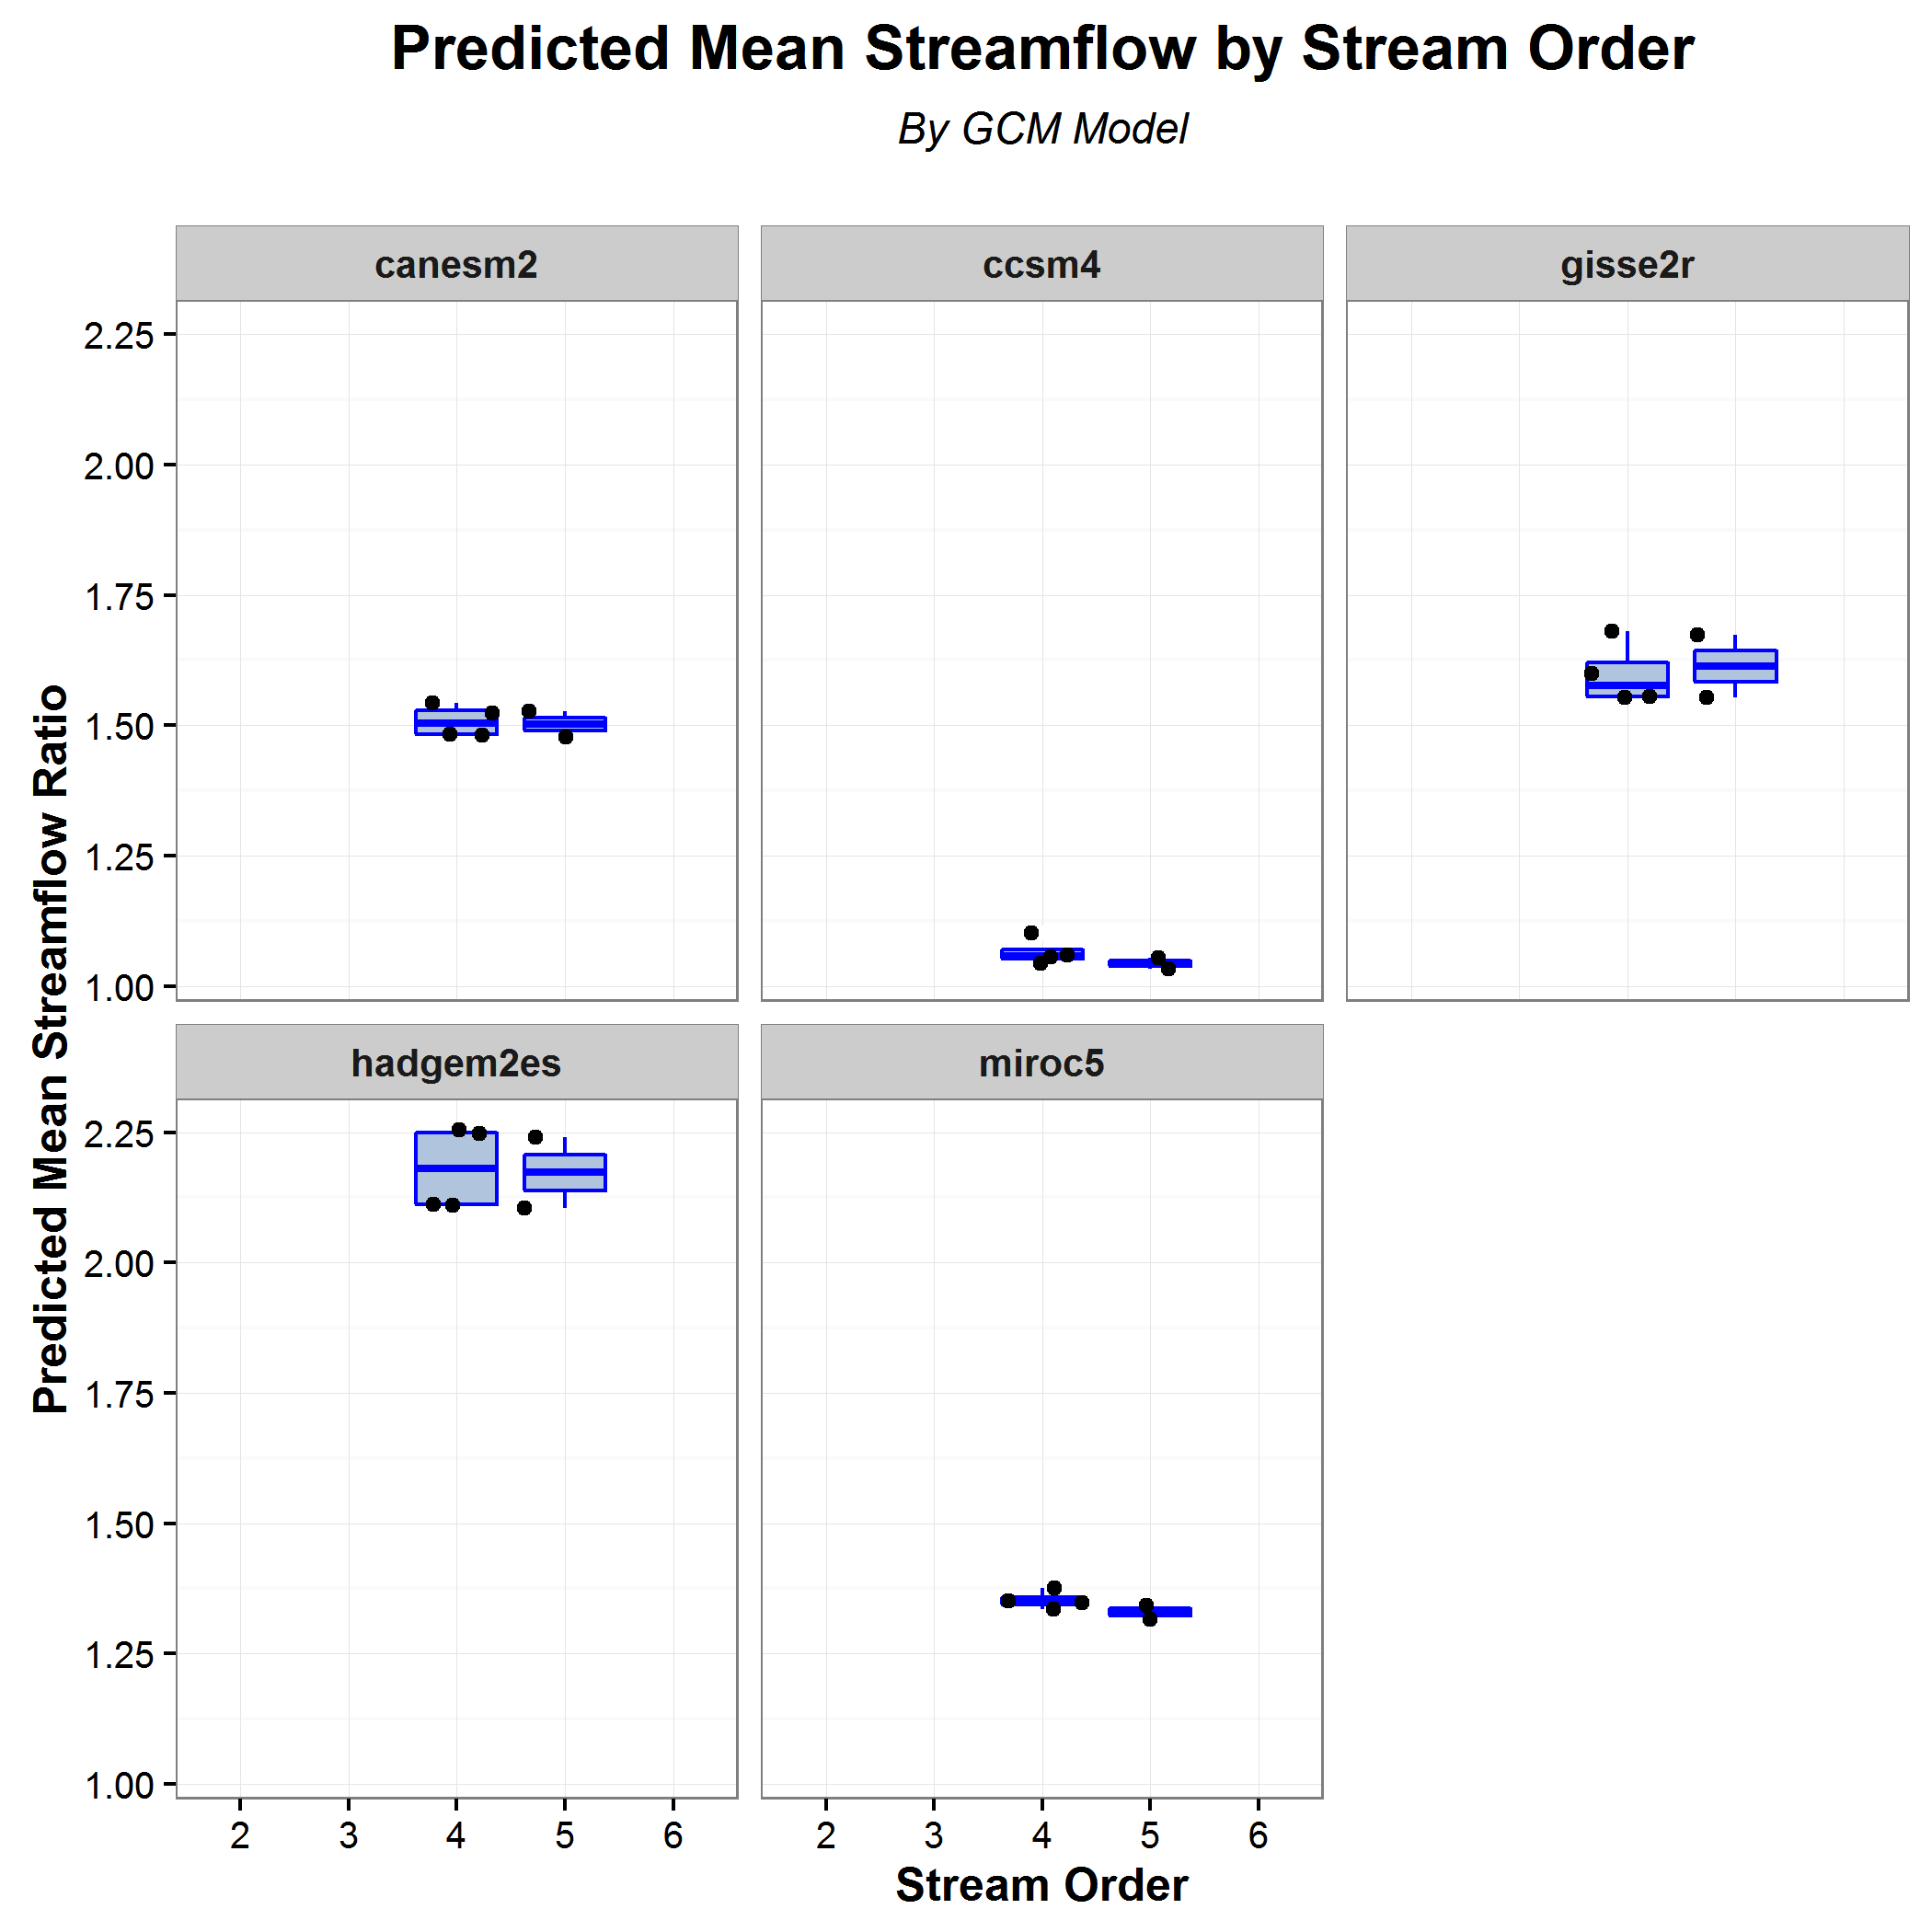 Predicted Mean Streamflow by Stream Order
By GCM Model
canesm2
ccsm4
gisse2r
2.25
2.00
1.75
1.50
1.25
1.00
Predicted Mean Streamflow Ratio
hadgem2es
miroc5
2.25
2.00
1.75
1.50
1.25
1.00
2 3 4 5 6
2 3 4 5 6
Stream Order